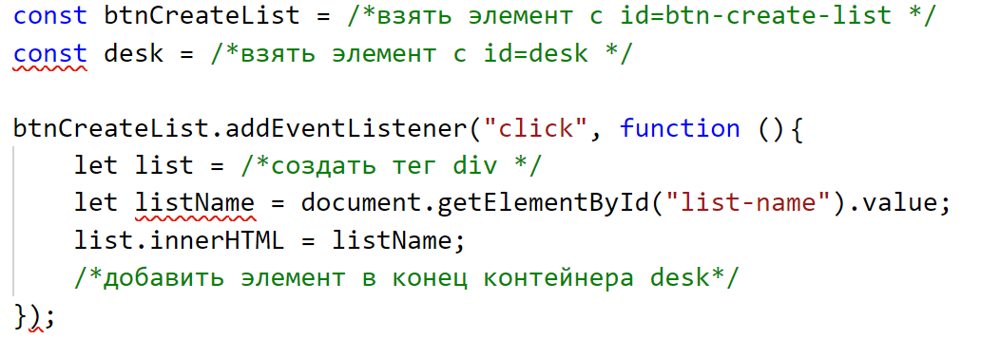 const btnCreateList = /*взять элемент с id=btn-create-list */
const desk = /*взять элемент с id=desk */
btnCreateList.addEventListener("click", function (){
let list = /*создать тег div */
let listName = document.getElementById("list-name").value;
list.innerHTML = listName;
/*добавить элемент в конец контейнера desk*/
});